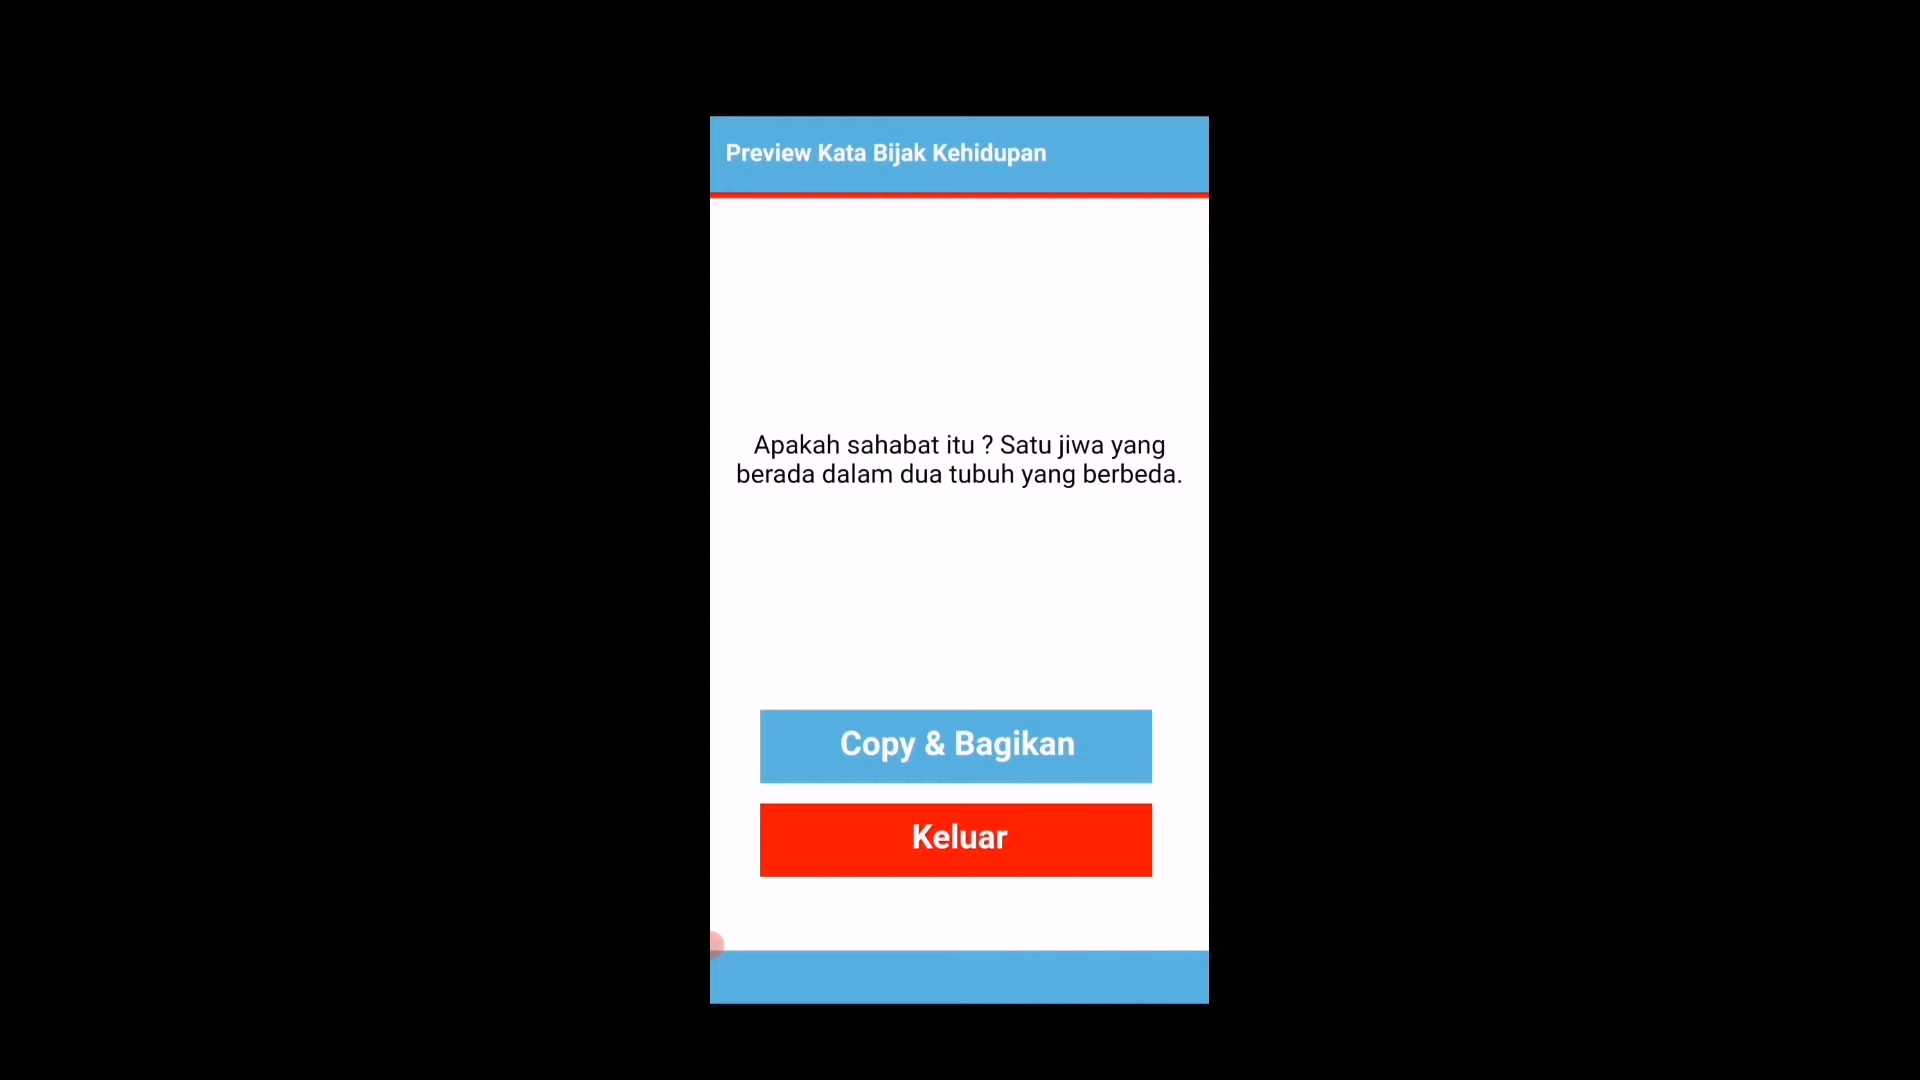 Preview Kata Bijak Kehidupan
Apakah sahabat itu ? Satu jiwa yang
berada dalam dua tubuh yang berbeda.
Copy & Bagikan
Keluar